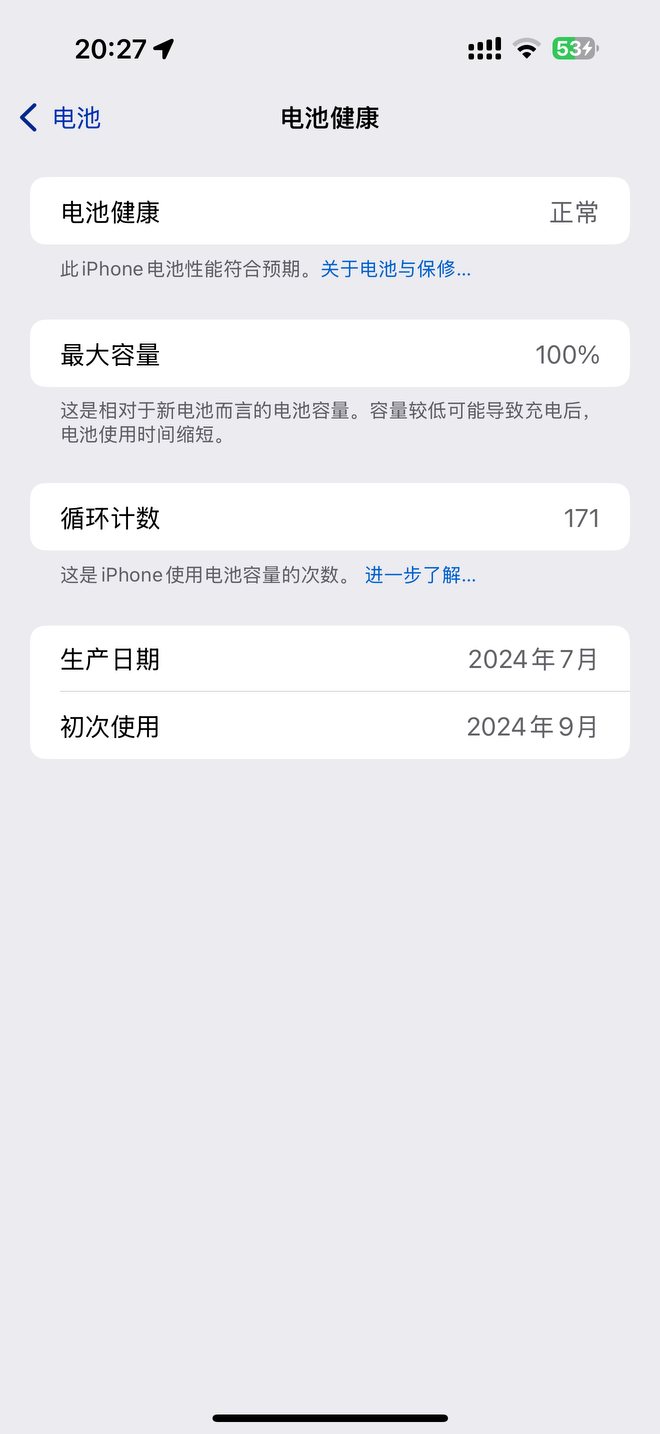 20:27
53
电池
电池健康
电池健康
正常
此iPhone电池性能符合预期。关于电池与保修...
最大容量
100%
这是相对于新电池而言的电池容量。容量较低可能导致充电后，
电池使用时间缩短。
循环计数
171
这是iPhone使用电池容量的次数。 进一步了解...
生产日期
2024年7月
初次使用
2024年9月